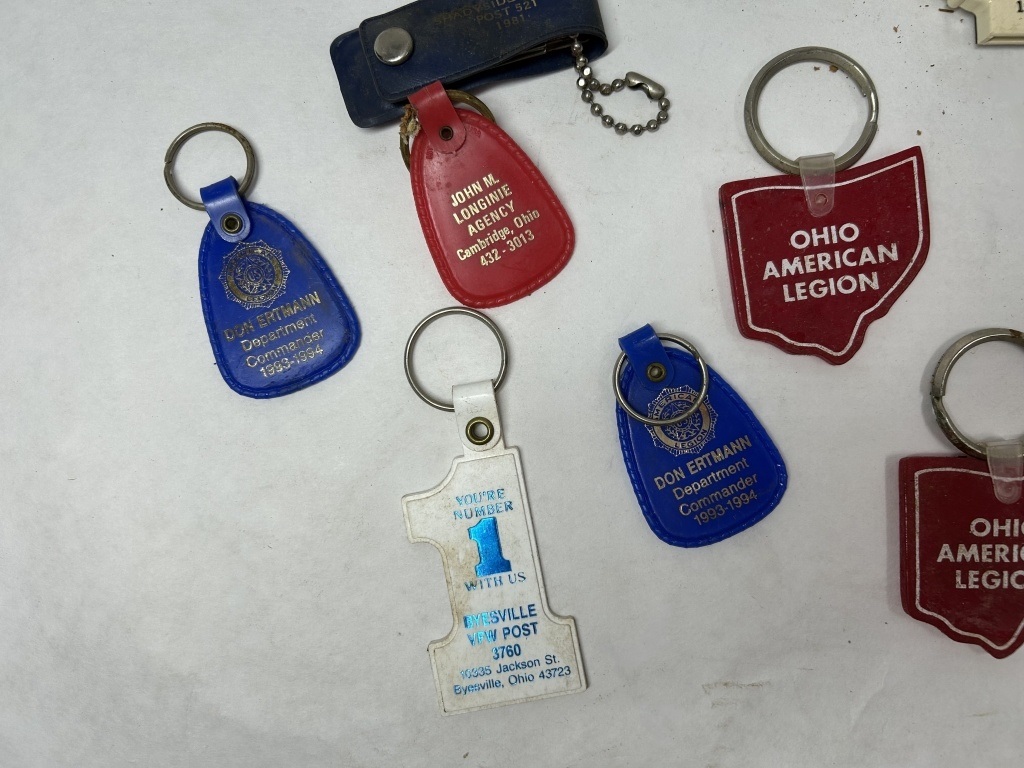 POST 521
1981
JOHN M.
LONGINIE
AGENCY
Cambridge, Ohio
432-3013
OHIO
AMERICAN
LEGION
DON ERTMANN
Department
Commander
1993-1994
AMERICAN
LEGION
DON ERTMANN
Department
Commander
1993-1994
YOU'RE
NUMBER
1
WITH US
BYESVILLE
VFW POST
3760
Jackson St.
Byesville, Ohio 43723
OHIO
AMERIC
LEGIO